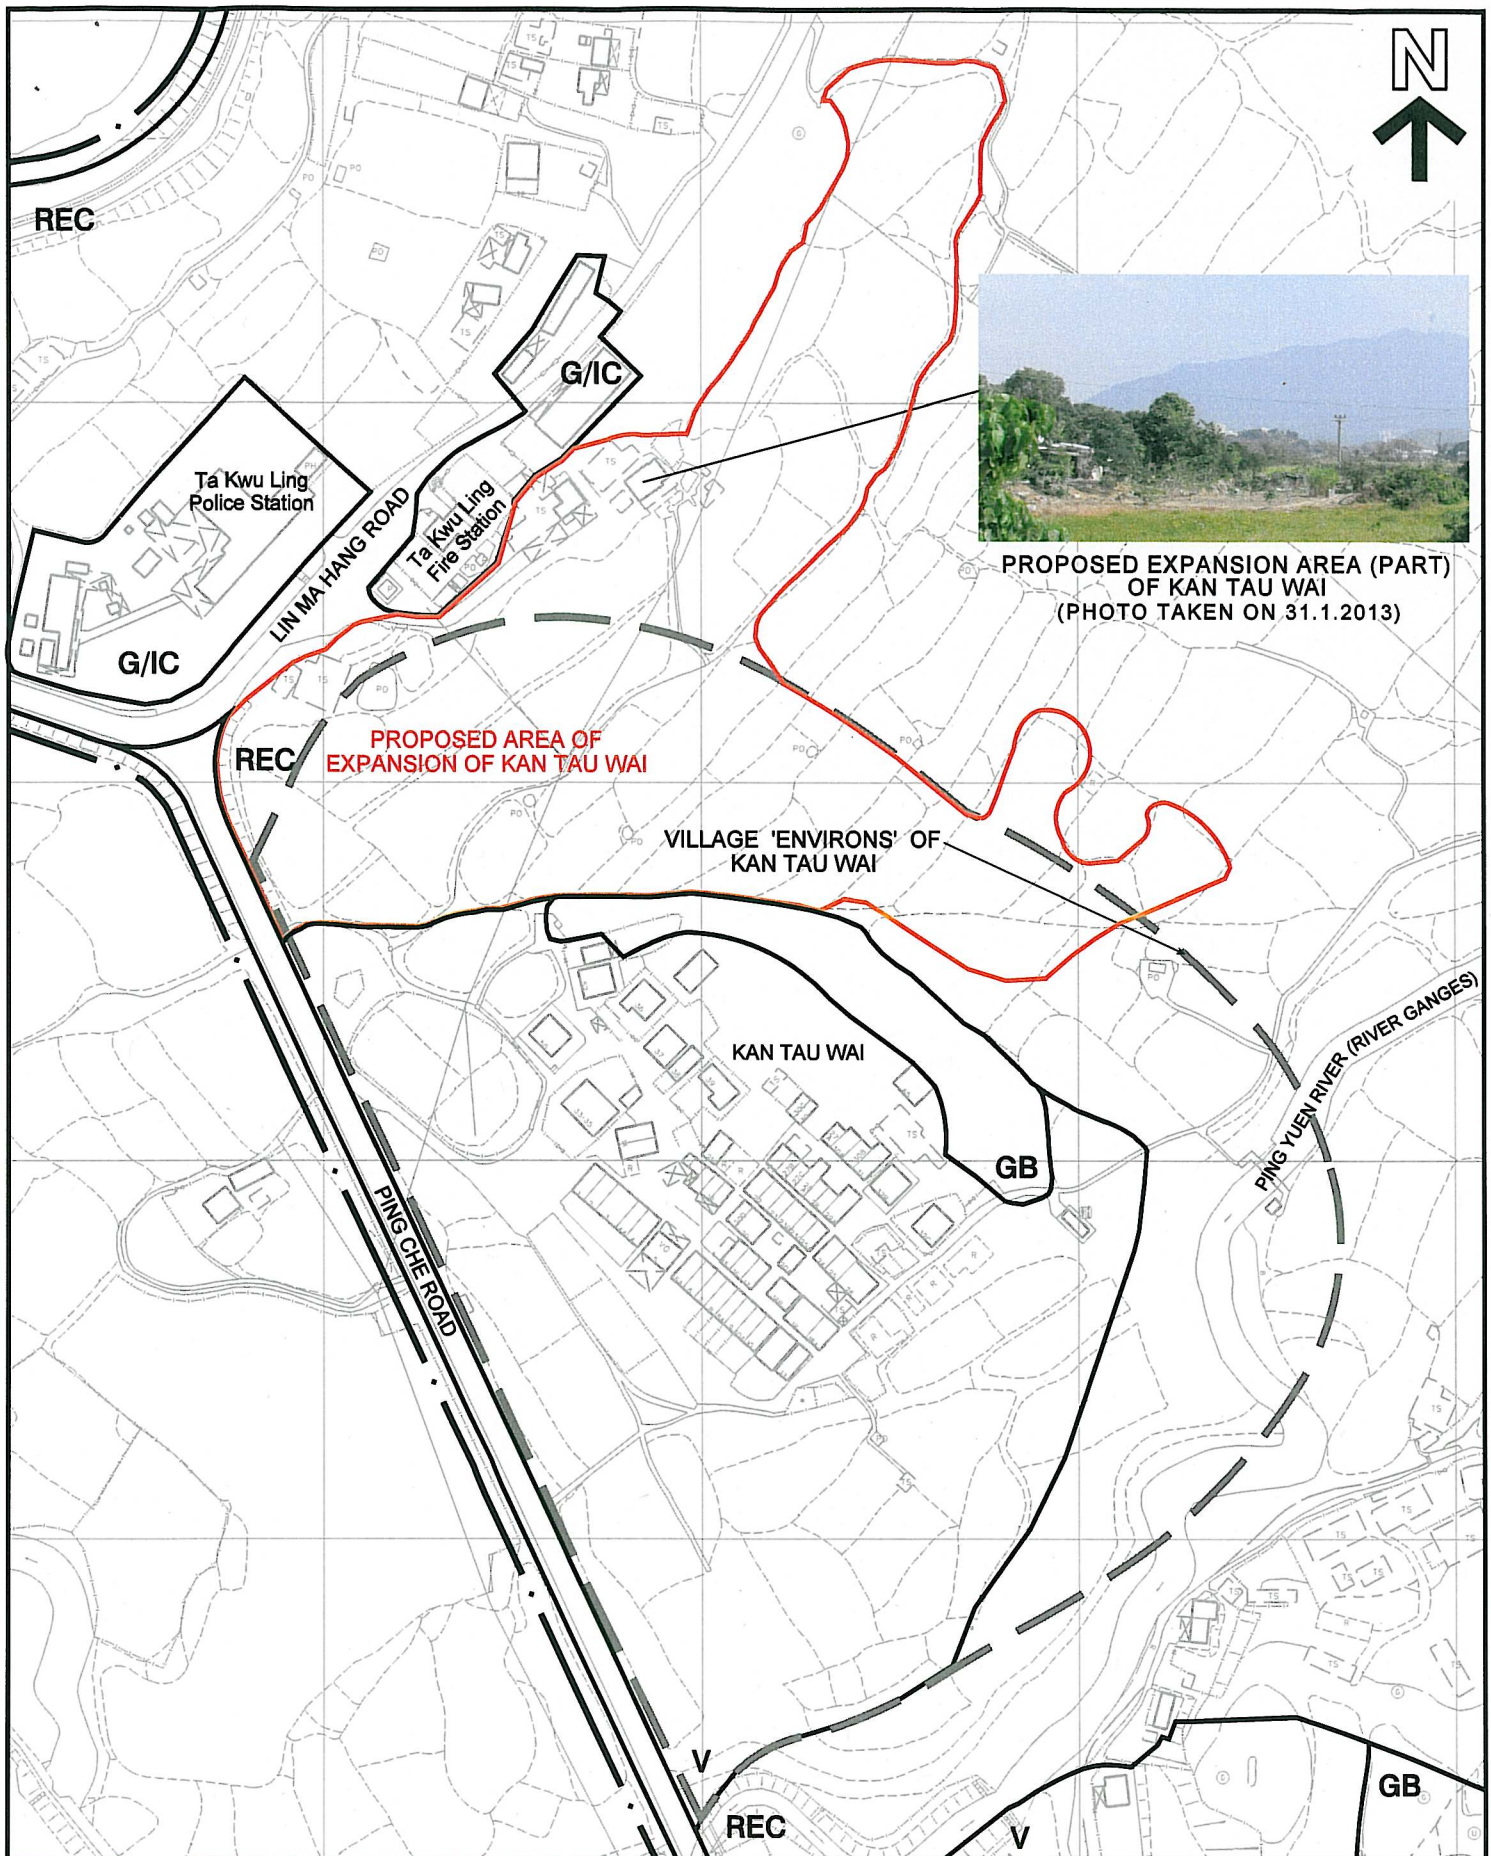 N
REC
G/IC
Ta Kwu Ling
Police Station
LIN MA HANG ROAD
Ta Kwu Ling
Fire Station
G/IC
PROPOSED EXPANSION AREA (PART)
OF KAN TAU WAI
(PHOTO TAKEN ON 31.1.2013)
REC
PROPOSED AREA OF
EXPANSION OF KAN TAU WAI
VILLAGE 'ENVIRONS' OF
KAN TAU WAI
KAN TAU WAI
PING YUEN RIVER (RIVER GANGES)
GB
PING CHE ROAD
V
REC
V
GB